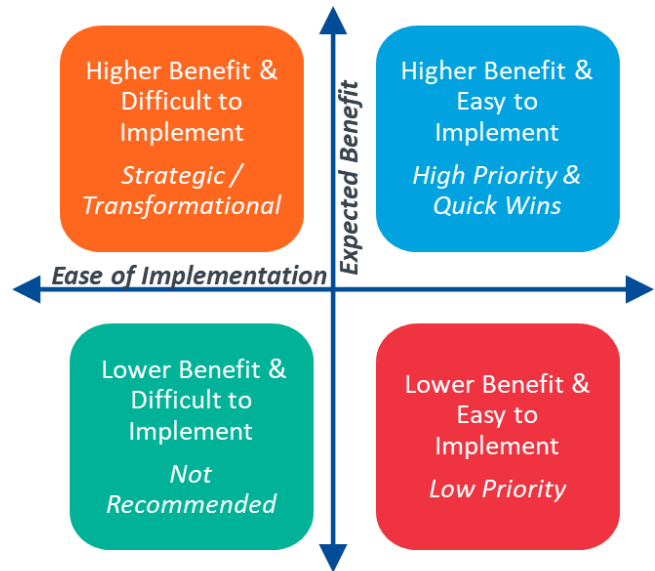 Higher Benefit &
Difficult to
Implement
Strategic /
Transformational
Expected Benefit
Higher Benefit &
Easy to
Implement
High Priority &
Quick Wins
Ease of Implementation
Lower Benefit &
Difficult to
Implement
Not
Recommended
Lower Benefit &
Easy to
Implement
Low Priority